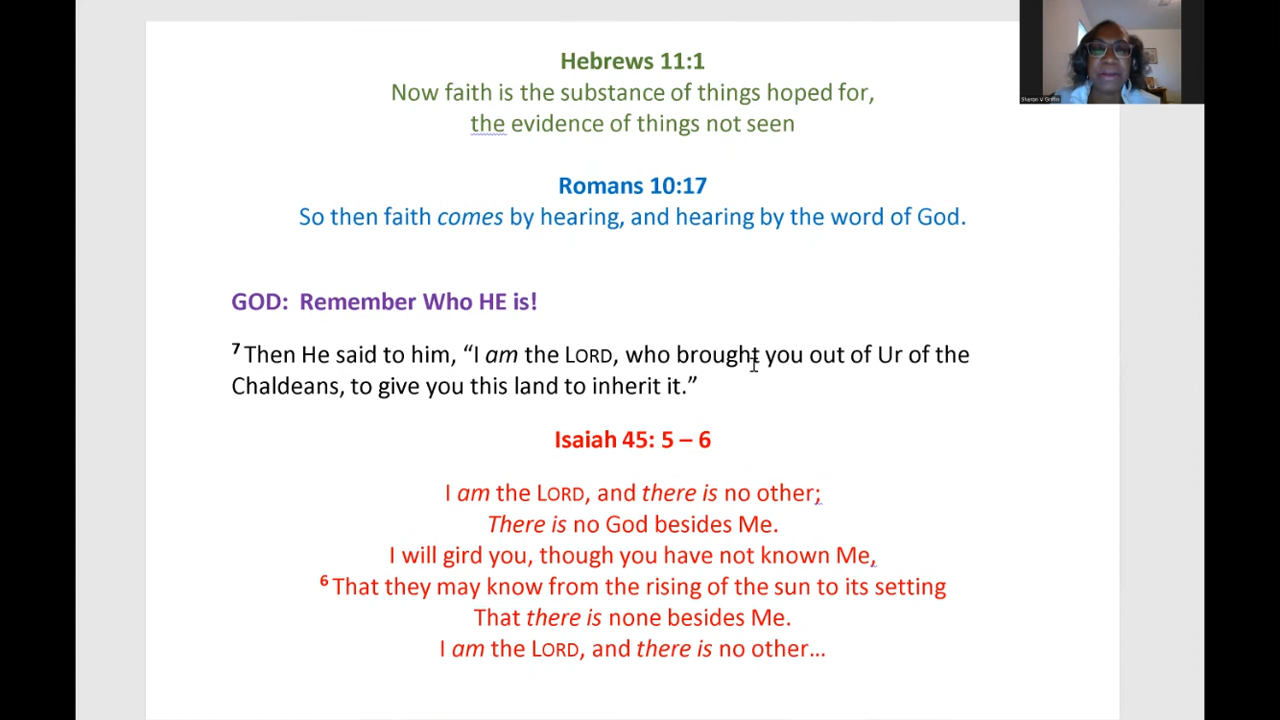 Hebrews 11:1
Now faith is the substance of things hoped for,
the evidence of things not seen
Romans 10:17
So then faith comes by hearing, and hearing by the word of God.
GOD:  Remember Who HE is!
7 Then He said to him, “I am the LORD, who brought you out of Ur of the
Chaldeans, to give you this land to inherit it.”
Isaiah 45: 5 – 6
I am the LORD, and there is no other;
There is no God besides Me.
I will gird you, though you have not known Me,
6 That they may know from the rising of the sun to its setting
That there is none besides Me.
I am the LORD, and there is no other…
Sharon V Griffin